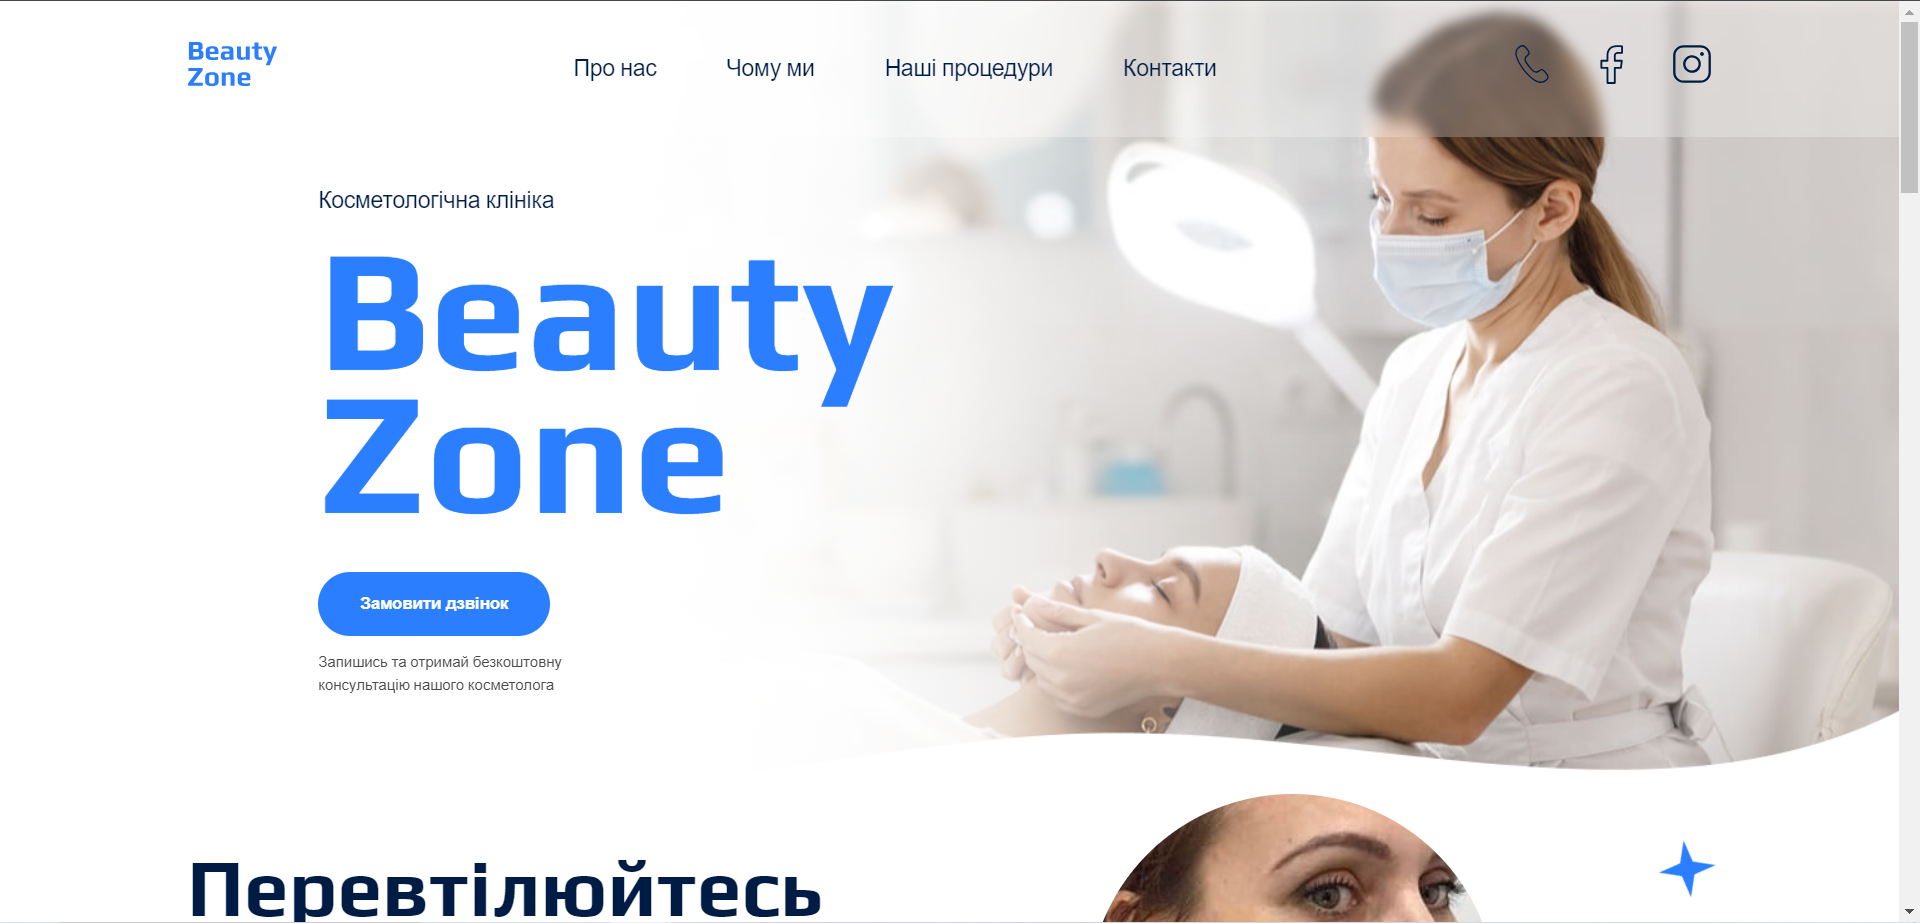 Beauty
Zone
Про нас
Чому ми
Наші процедури
Контакти
Косметологічна клініка
Beauty
Zone
Замовити дзвінок
Запишись та отримай безкоштовну
консультацію нашого косметолога
Перевтілюйтесь